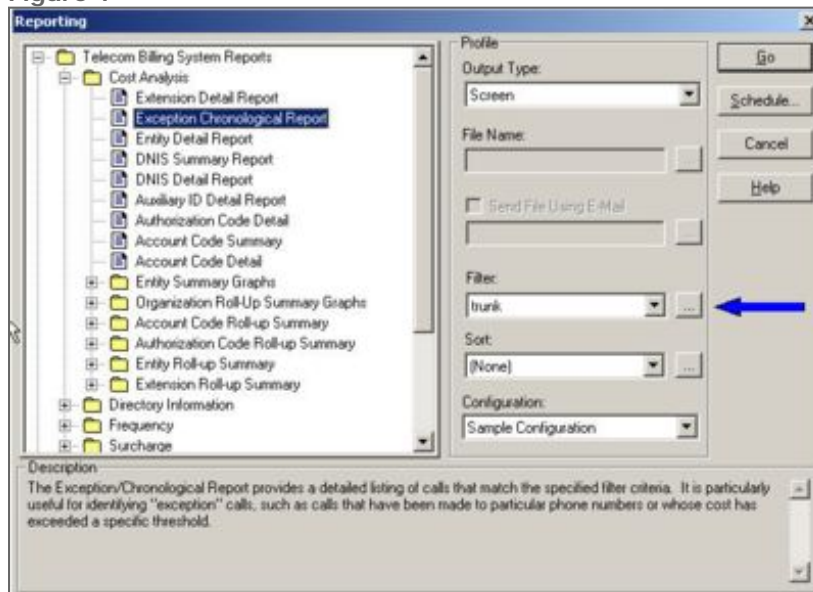 Reporting
Telecom Billing System Reports
Cost Analysis
Extension Detail Report
Exception Chronological Report
Entity Detail Report
DNIS Summary Report
DNIS Detail Report
Auxiliary ID Detail Report
Authorization Code Detail
Account Code Summary
Account Code Detail
Entity Summary Graphs
Organization Roll-Up Summary Graphs
Account Code Roll-up Summary
Authorization Code Roll-up Summary
Entity Roll-up Summary
Extension Roll-up Summary
Directory Information
Frequency
Surcharge
Profile
Output Type:
Screen
File Name:
...
Send File Using E-Mail
...
Filter:
trunk
...
Sort:
(None)
...
Configuration:
Sample Configuration
Go
Schedule...
Cancel
Help
Description
The Exception/Chronological Report provides a detailed listing of calls that match the specified filter criteria. It is particularly
useful for identifying "exception" calls, such as calls that have been made to particular phone numbers or whose cost has
exceeded a specific threshold.